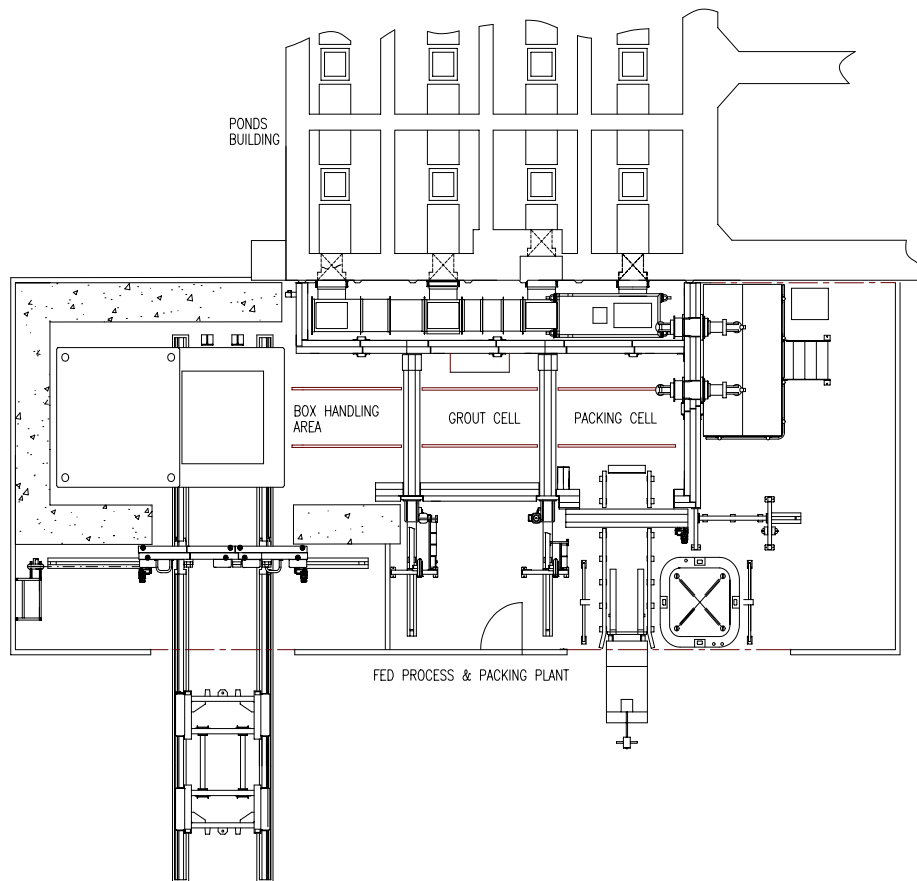 PONDS
BUILDING
BOX HANDLING
AREA
GROUT CELL
PACKING CELL
FED PROCESS & PACKING PLANT